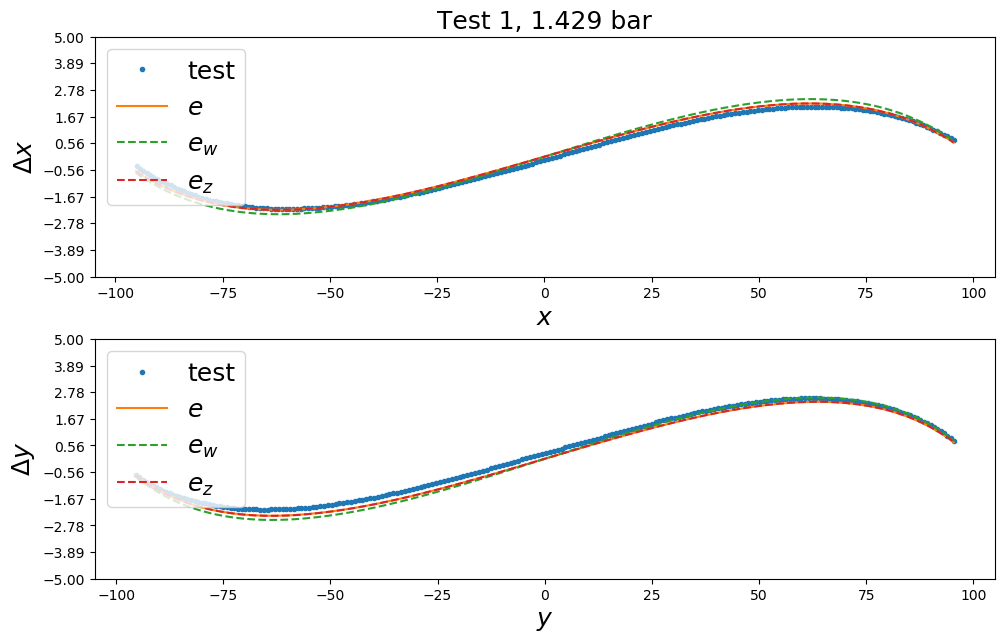 Test 1, 1.429 bar
5.00
3.89
2.78
1.67
0.56
−0.56
−1.67
−2.78
−3.89
−5.00
Δx
test
e
e_w
e_z
−100 −75 −50 −25 0 25 50 75 100
x
5.00
3.89
2.78
1.67
0.56
−0.56
−1.67
−2.78
−3.89
−5.00
Δy
test
e
e_w
e_z
−100 −75 −50 −25 0 25 50 75 100
y